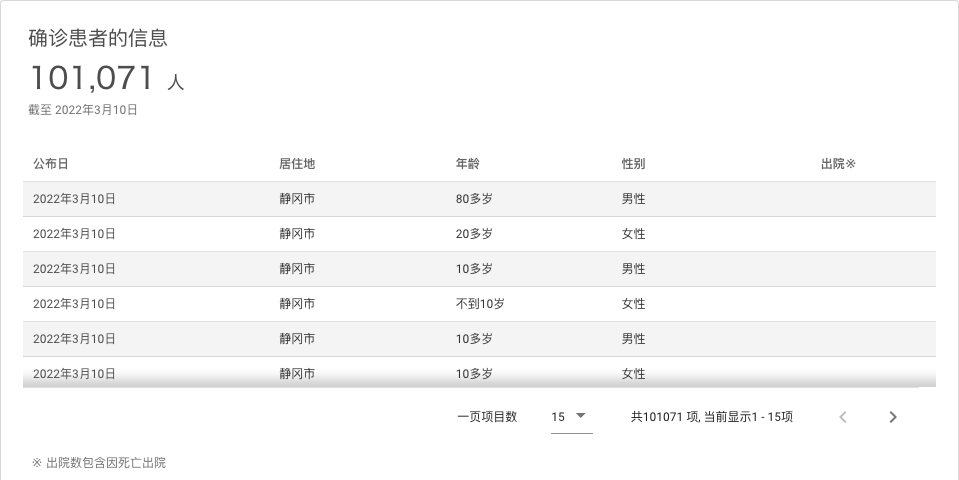 确诊患者的信息
101,071 人
截至 2022年3月10日
公布日 居住地 年龄 性别 出院※
2022年3月10日 静冈市 80多岁 男性
2022年3月10日 静冈市 20多岁 女性
2022年3月10日 静冈市 10多岁 男性
2022年3月10日 静冈市 不到10岁 女性
2022年3月10日 静冈市 10多岁 男性
2022年3月10日 静冈市 10多岁 女性
一页项目数 15 共101071 项, 当前显示1 - 15项
※ 出院数包含因死亡出院